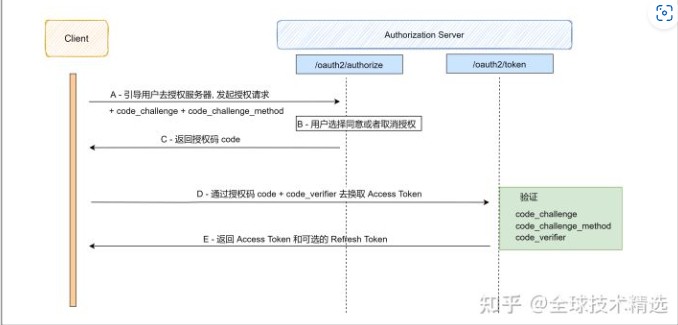 Client
Authorization Server
/oauth2/authorize
/oauth2/token
A - 引导用户去授权服务器, 发起授权请求
+ code_challenge + code_challenge_method
B - 用户选择同意或者取消授权
C - 返回授权码 code
D - 通过授权码 code + code_verifier 去换取 Access Token
验证
code_challenge
code_challenge_method
code_verifier
E - 返回 Access Token 和可选的 Refresh Token
知乎 @全球技术精选